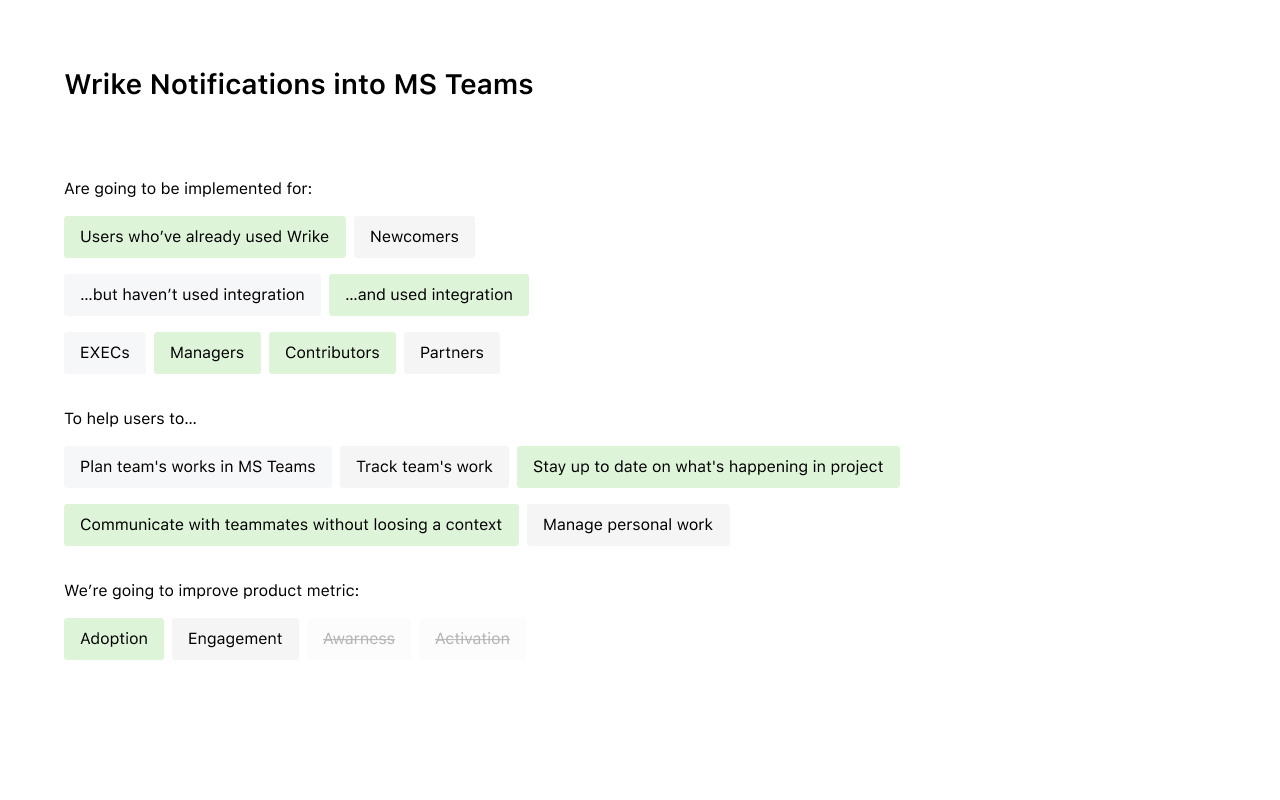 Wrike Notifications into MS Teams
Are going to be implemented for:
Users who’ve already used Wrike Newcomers
...but haven’t used integration ...and used integration
EXECs Managers Contributors Partners
To help users to...
Plan team's works in MS Teams Track team's work Stay up to date on what's happening in project
Communicate with teammates without loosing a context Manage personal work
We’re going to improve product metric:
Adoption Engagement Awarness Activation